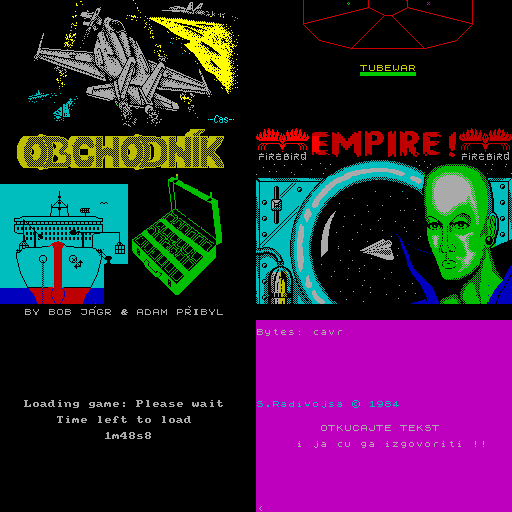 -Cas-
TUBEWAR
OBCHODNÍK
EMPIRE!
FIREBIRD
FIREBIRD
BY BOB JÁGR & ADAM PŘIBYL
Loading game: Please wait
Time left to load
1m48s8
Bytes: cavr
S.Radivojsa © 1984
OTKUCAJTE TEKST
i ja cu ga izgovoriti !!